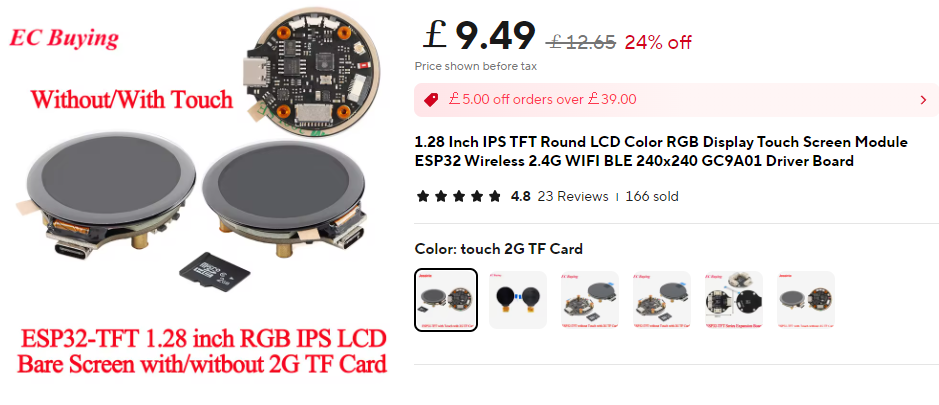 EC Buying
Without/With Touch
ESP32-TFT 1.28 inch RGB IPS LCD
Bare Screen with/without 2G TF Card
£9.49 £12.65 24% off
Price shown before tax
£5.00 off orders over £39.00
1.28 Inch IPS TFT Round LCD Color RGB Display Touch Screen Module
ESP32 Wireless 2.4G WIFI BLE 240x240 GC9A01 Driver Board
4.8 23 Reviews 166 sold
Color: touch 2G TF Card